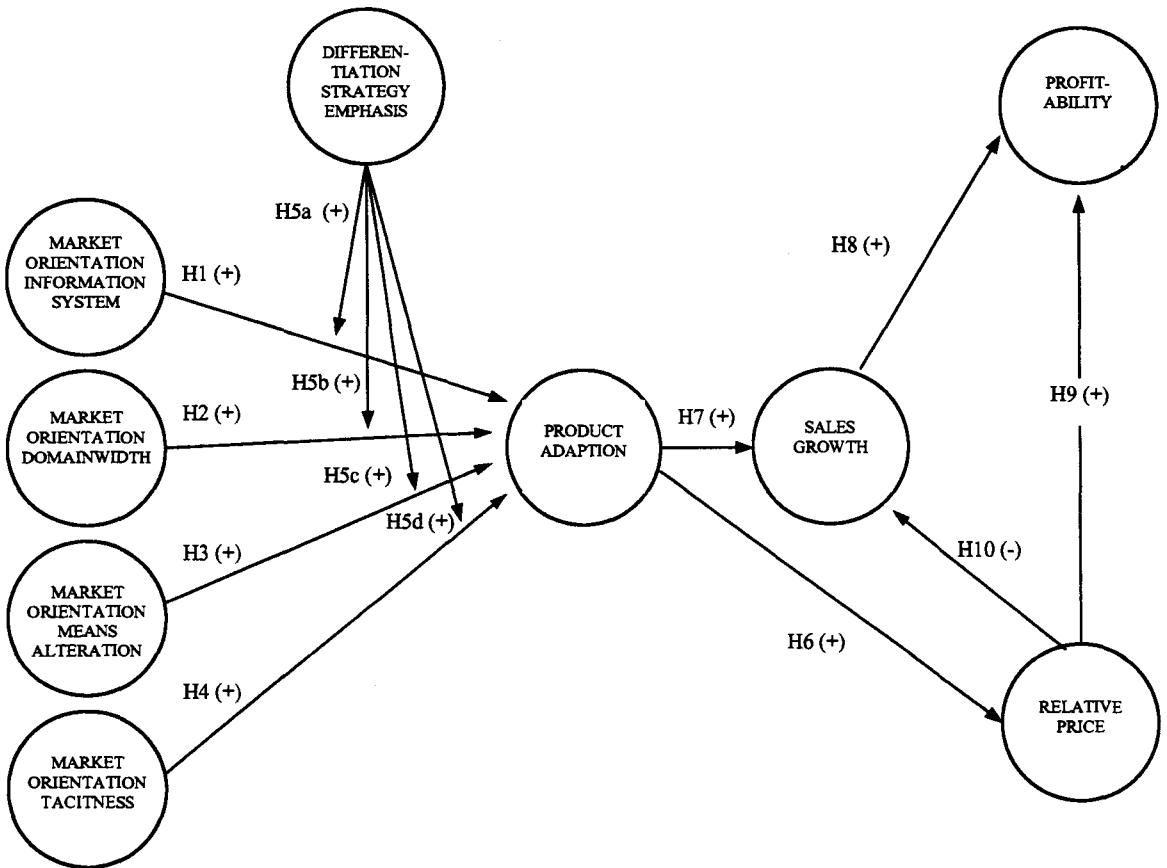 DIFFEREN-
TIATION
STRATEGY
EMPHASIS
PROFIT-
ABILITY
H5a (+)
MARKET
ORIENTATION
INFORMATION
SYSTEM
H1 (+)
H8 (+)
H5b (+)
H2 (+)
MARKET
ORIENTATION
DOMAINWIDTH
H5c (+)
H5d (+)
PRODUCT
ADAPTION
H7 (+)
SALES
GROWTH
H9 (+)
H3 (+)
MARKET
ORIENTATION
MEANS
ALTERATION
H10 (-)
H6 (+)
H4 (+)
RELATIVE
PRICE
MARKET
ORIENTATION
TACITNESS